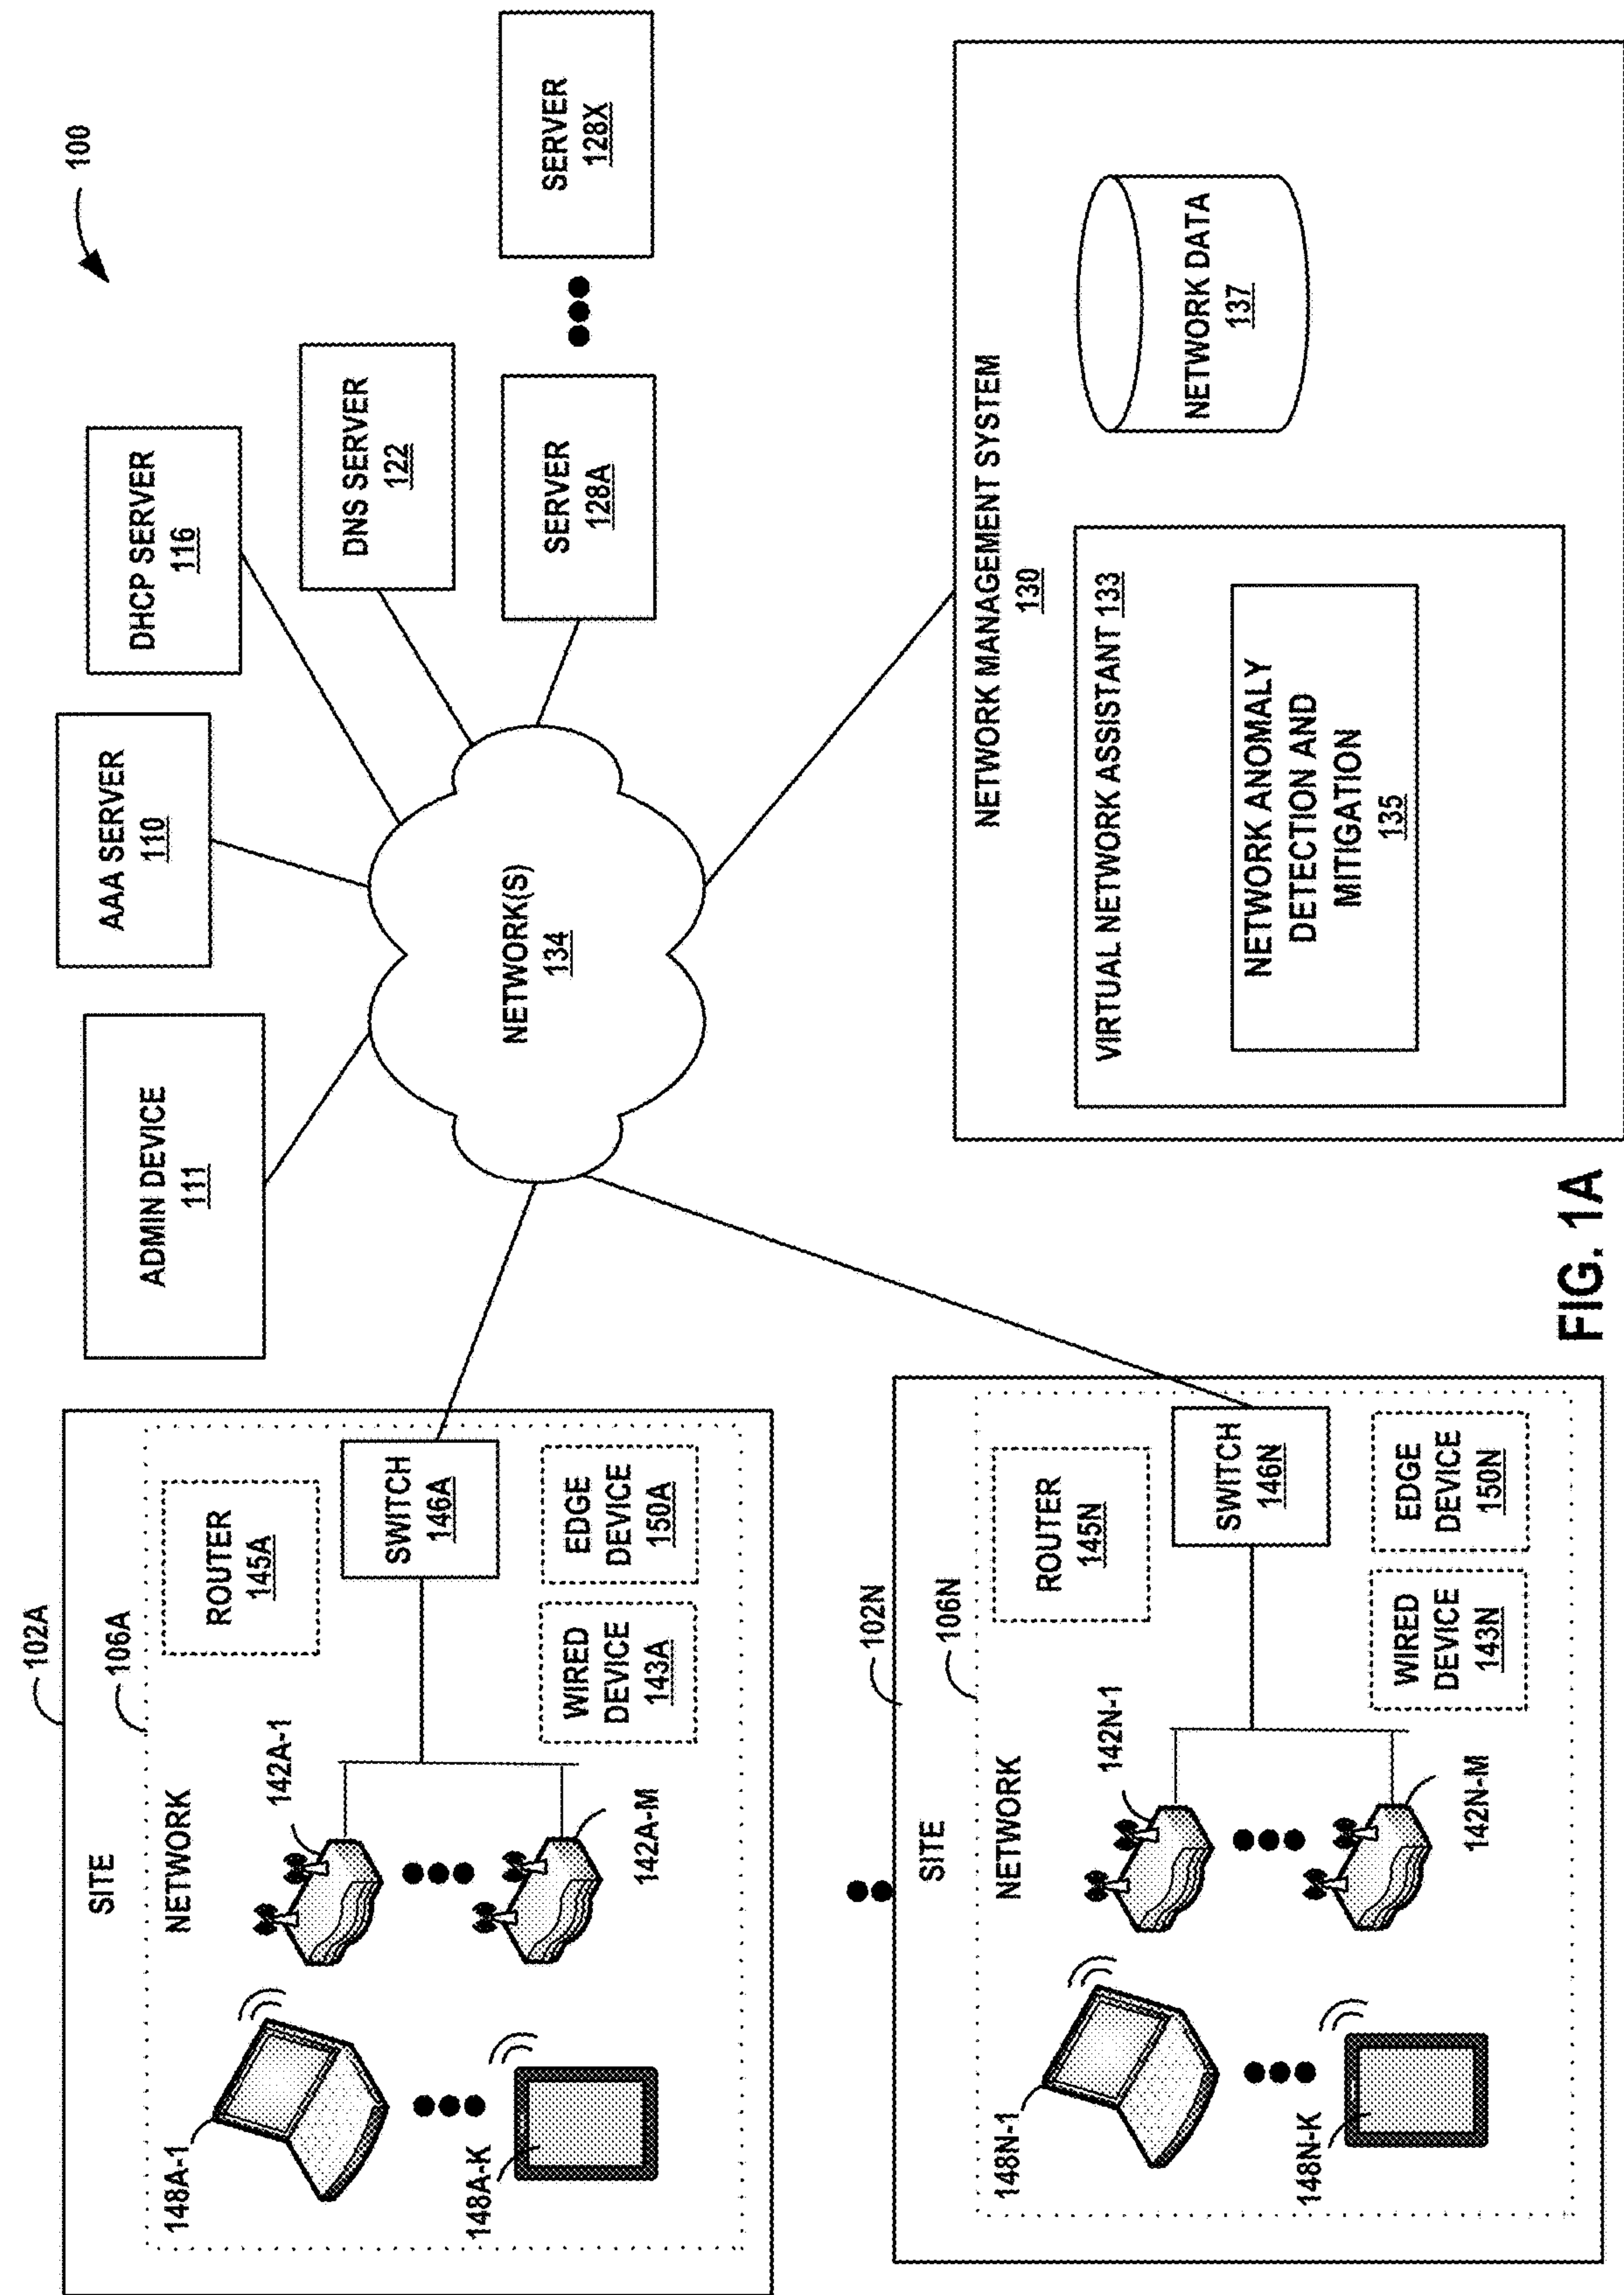 100
102A
SITE
106A
NETWORK
148A-1
148A-K
142A-1
142A-M
ROUTER
145A
SWITCH
146A
WIRED
DEVICE
143A
EDGE
DEVICE
150A
102N
SITE
106N
NETWORK
148N-1
148N-K
142N-1
142N-M
ROUTER
145N
SWITCH
146N
WIRED
DEVICE
143N
EDGE
DEVICE
150N
ADMIN DEVICE
111
AAA SERVER
110
DHCP SERVER
116
DNS SERVER
122
SERVER
128A
SERVER
128X
NETWORK(S)
134
NETWORK MANAGEMENT SYSTEM
130
VIRTUAL NETWORK ASSISTANT 133
NETWORK ANOMALY
DETECTION AND
MITIGATION
135
NETWORK DATA
137
FIG. 1A